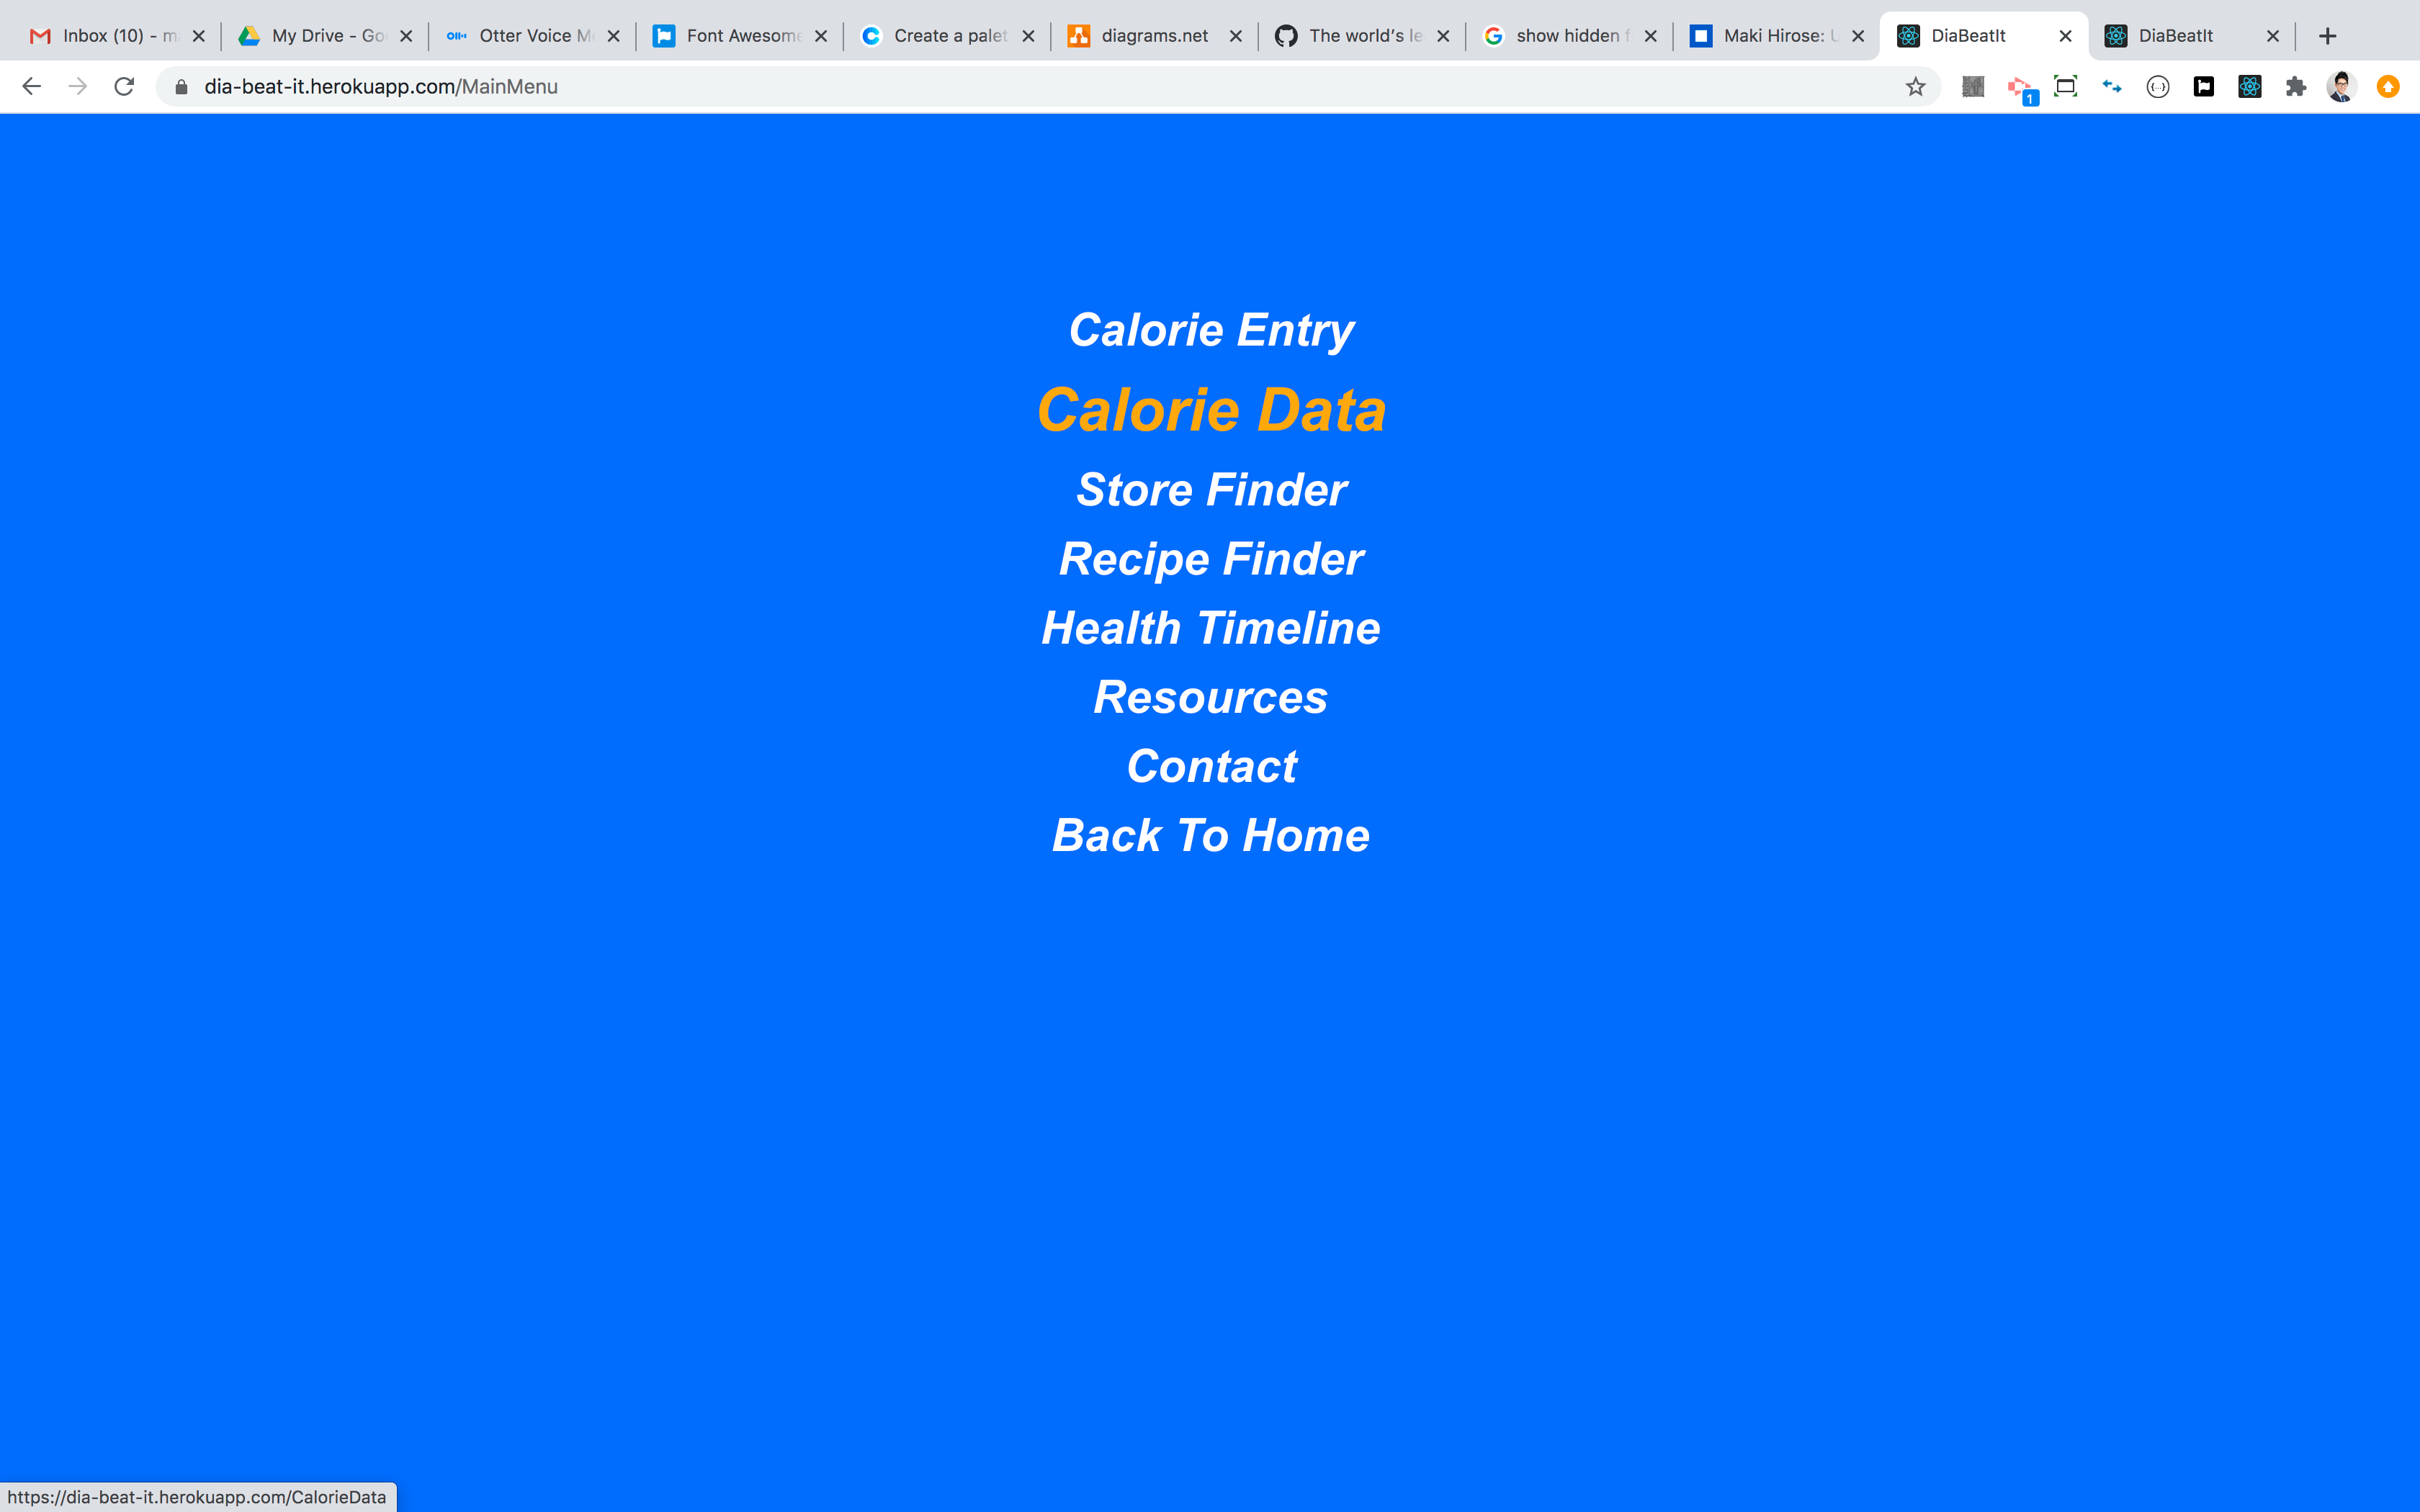 Inbox (10) - m
My Drive - Go
Otter Voice M
Font Awesome
Create a palet
diagrams.net
The world's le
show hidden f
Maki Hirose: U
DiaBeatIt
DiaBeatIt
dia-beat-it.herokuapp.com/MainMenu
1
Calorie Entry
Calorie Data
Store Finder
Recipe Finder
Health Timeline
Resources
Contact
Back To Home
https://dia-beat-it.herokuapp.com/CalorieData